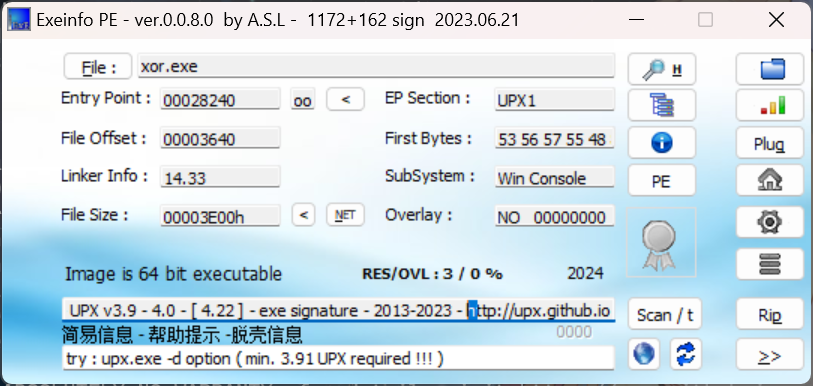 Exeinfo PE - ver.0.0.8.0 by A.S.L - 1172+162 sign 2023.06.21
File : xor.exe H
Entry Point : 00028240 oo < EP Section : UPX1
File Offset : 00003640 First Bytes : 53 56 57 55 48 Plug
Linker Info : 14.33 SubSystem : Win Console PE
File Size : 00003E00h < NET Overlay : NO 00000000
Image is 64 bit executable RES/OVL : 3 / 0 % 2024
UPX v3.9 - 4.0 - [ 4.22 ] - exe signature - 2013-2023 - http://upx.github.io Scan / t Rip
简易信息 - 帮助提示 -脱壳信息 0000
try : upx.exe -d option ( min. 3.91 UPX required !!! ) >>